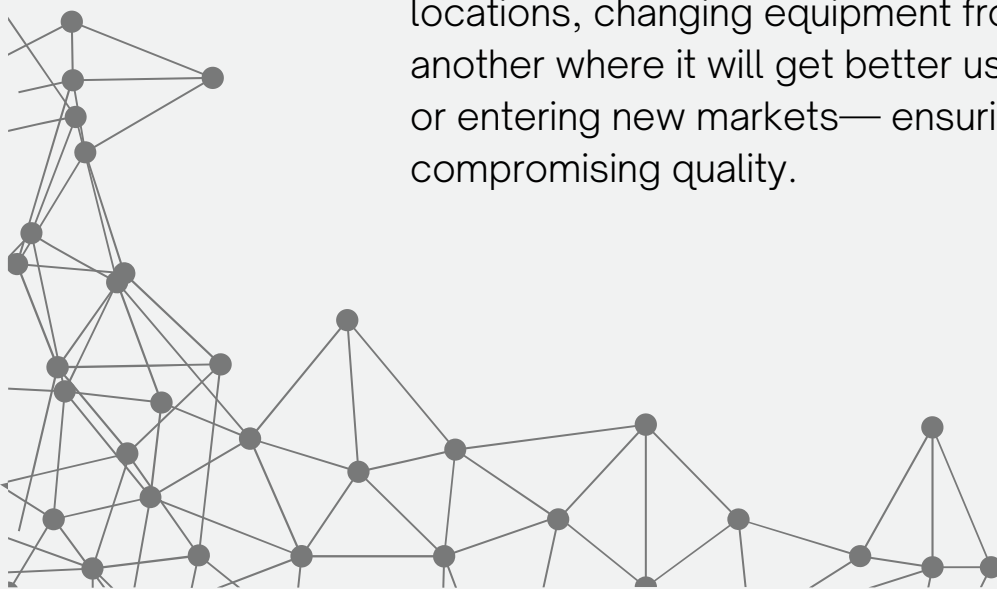 locations, changing equipment
another where it will get better
or entering new markets— 
compromising quality.